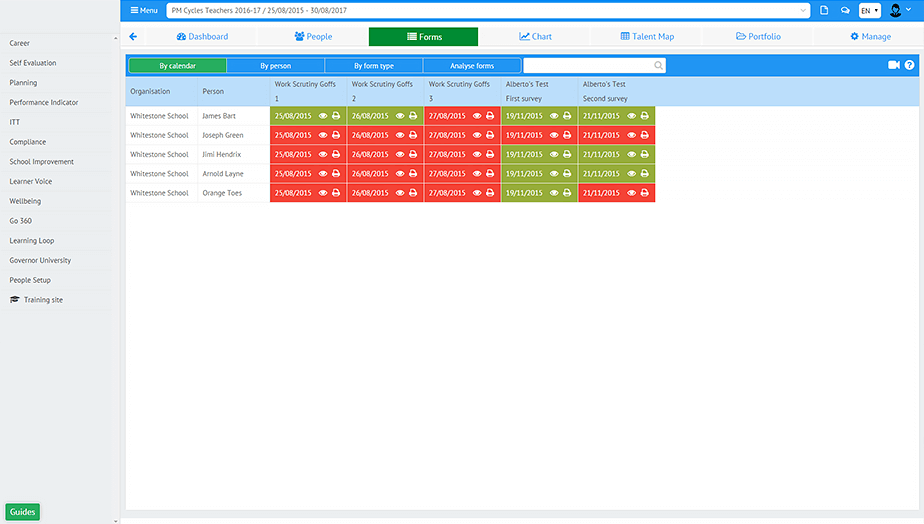 Menu
PM Cycles Teachers 2016-17 / 25/08/2015 - 30/08/2017
EN
Dashboard
People
Forms
Chart
Talent Map
Portfolio
Manage
Career
Self Evaluation
Planning
Performance Indicator
ITT
Compliance
School Improvement
Learner Voice
Wellbeing
Go 360
Learning Loop
Governor University
People Setup
Training site
Guides
By calendar
By person
By form type
Analyse forms
?
Organisation Person Work Scrutiny Goffs 1 Work Scrutiny Goffs 2 Work Scrutiny Goffs 3 Alberto's Test First survey Alberto's Test Second survey
Whitestone School James Bart 25/08/2015 26/08/2015 27/08/2015 19/11/2015 21/11/2015
Whitestone School Joseph Green 25/08/2015 26/08/2015 27/08/2015 19/11/2015 21/11/2015
Whitestone School Jimi Hendrix 25/08/2015 26/08/2015 27/08/2015 19/11/2015 21/11/2015
Whitestone School Arnold Layne 25/08/2015 26/08/2015 27/08/2015 19/11/2015 21/11/2015
Whitestone School Orange Toes 25/08/2015 26/08/2015 27/08/2015 19/11/2015 21/11/2015